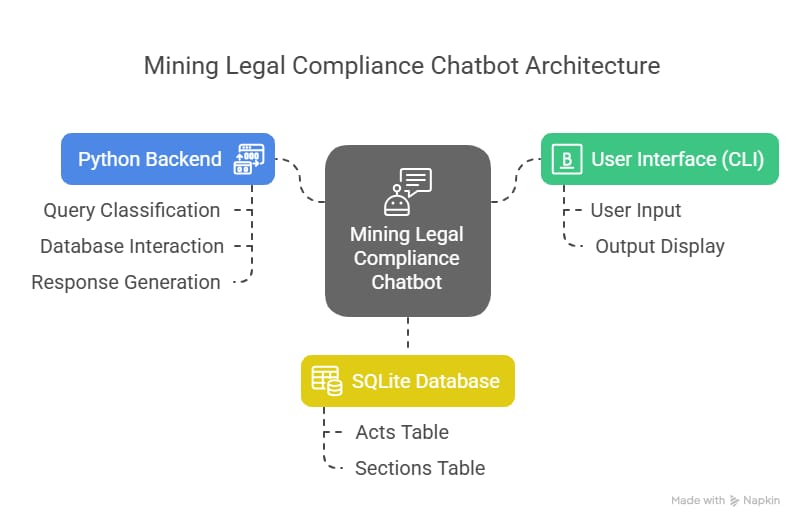 Mining Legal Compliance Chatbot Architecture
Python Backend
Query Classification
Database Interaction
Response Generation
Mining Legal
Compliance
Chatbot
User Interface (CLI)
User Input
Output Display
SQLite Database
Acts Table
Sections Table
Made with Napkin